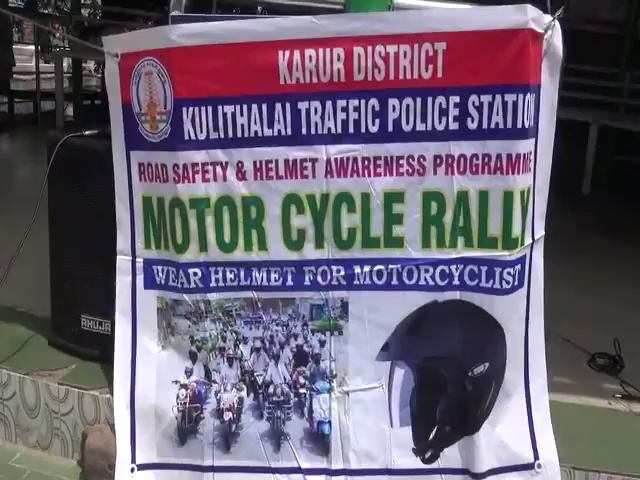 KARUR DISTRICT
KULITHALAI TRAFFIC POLICE STATION
ROAD SAFETY & HELMET AWARENESS PROGRAMME
MOTOR CYCLE RALLY
WEAR HELMET FOR MOTORCYCLIST
AHUJA